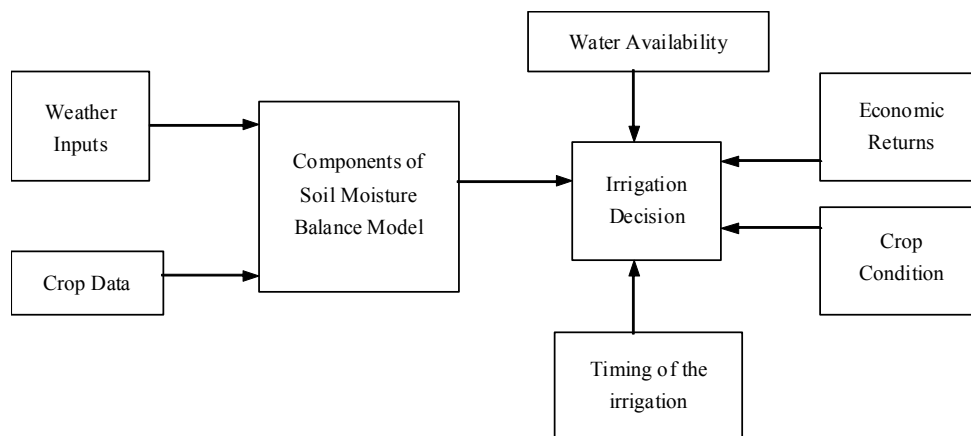 Water Availability
Weather
Inputs
Economic
Returns
Components of
Soil Moisture
Balance Model
Irrigation
Decision
Crop Data
Crop
Condition
Timing of the
irrigation